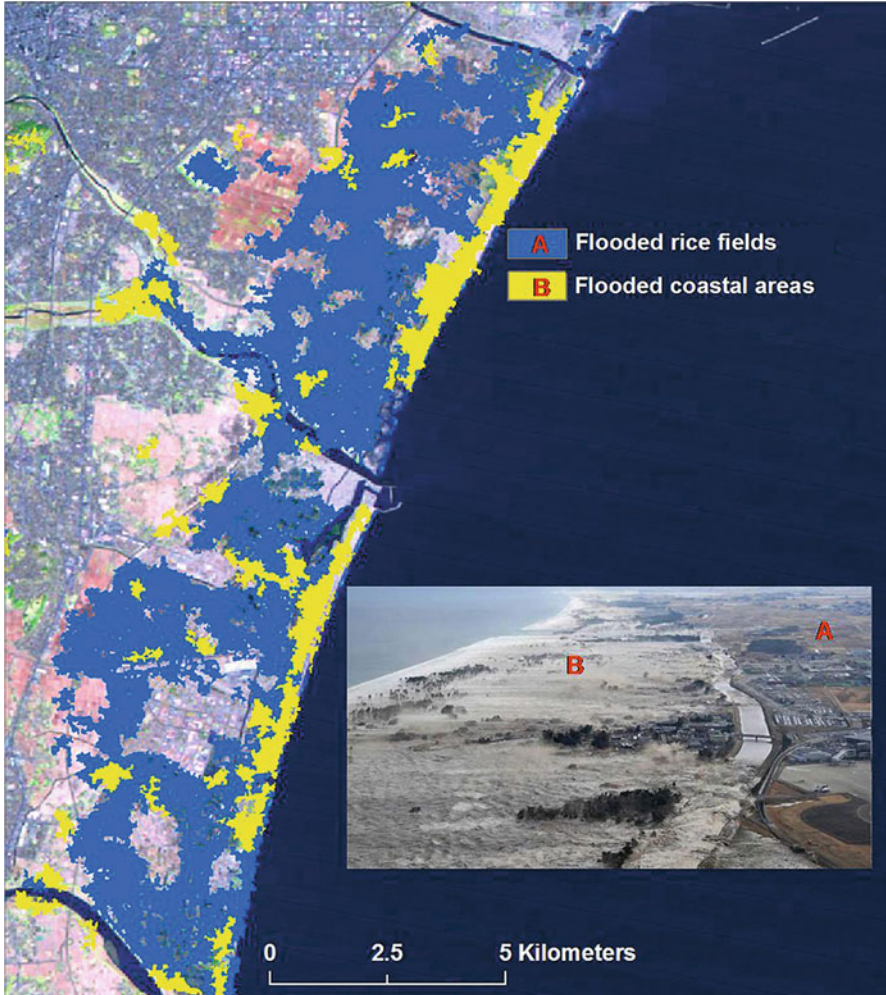 A Flooded rice fields
B Flooded coastal areas
A
B
0 2.5 5 Kilometers